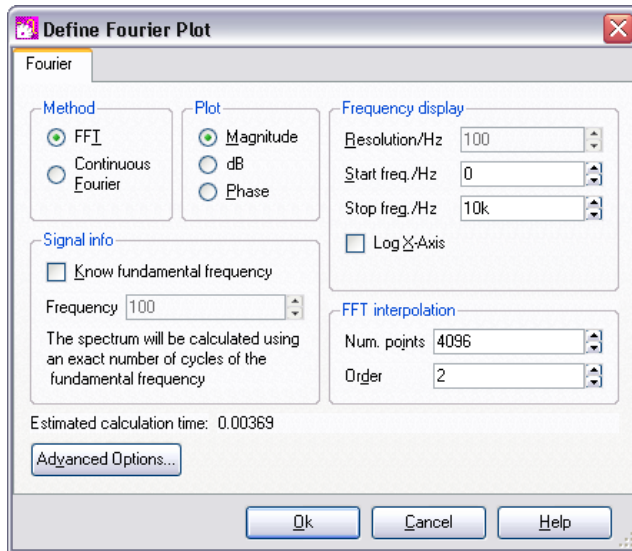 Define Fourier Plot
Fourier
Method
FFT
Continuous
Fourier
Plot
Magnitude
dB
Phase
Frequency display
Resolution/Hz 100
Start freq./Hz 0
Stop freq./Hz 10k
Log X-Axis
Signal info
Know fundamental frequency
Frequency 100
The spectrum will be calculated using
an exact number of cycles of the
fundamental frequency
FFT interpolation
Num. points 4096
Order 2
Estimated calculation time: 0.00369
Advanced Options...
Ok Cancel Help